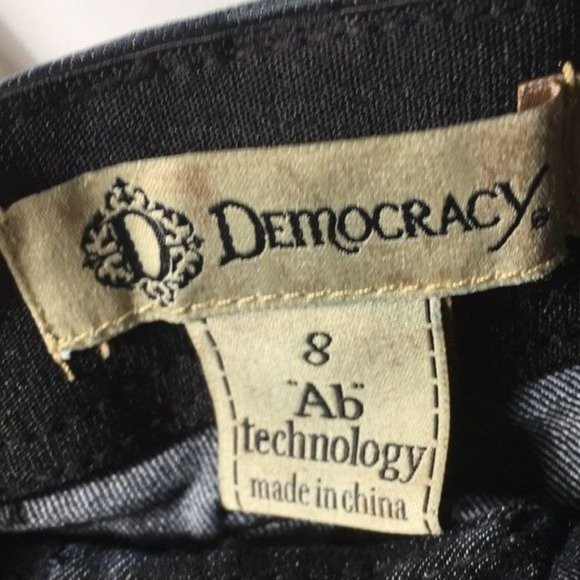 D DEMOCRACY®
8
"Ab"
technology
made in china